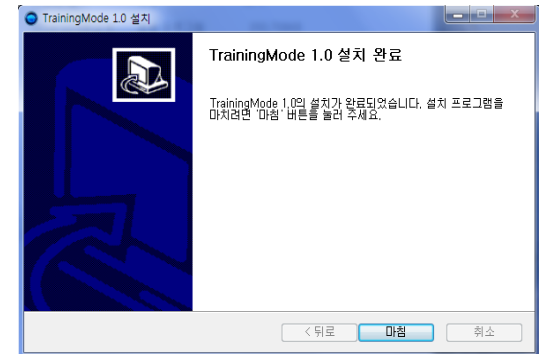 TrainingMode 1.0 설치
TrainingMode 1.0 설치 완료
TrainingMode 1.0의 설치가 완료되었습니다. 설치 프로그램을
마치려면 '마침' 버튼을 눌러 주세요.
< 뒤로
마침
취소